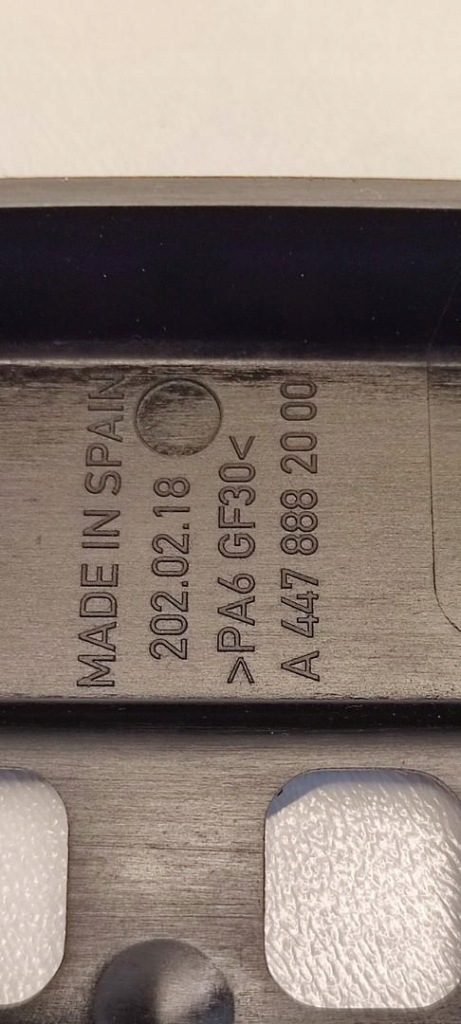 MADE IN SPAIN
202.02.18
>PA6 GF30<
A 447 888 20 00